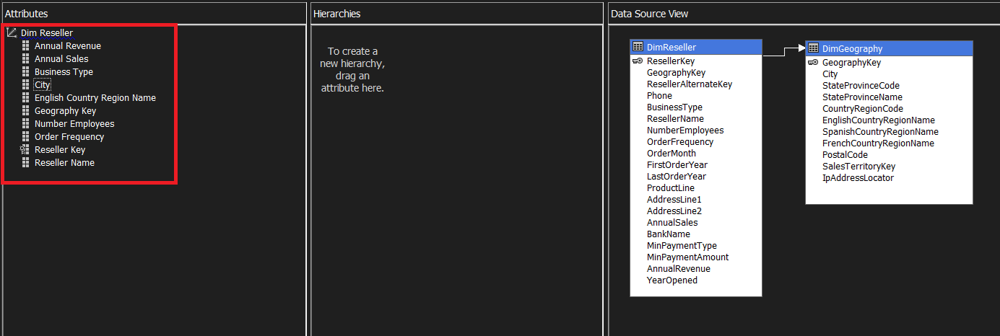 Attributes
Dim Reseller
Annual Revenue
Annual Sales
Business Type
City
English Country Region Name
Geography Key
Number Employees
Order Frequency
Reseller Key
Reseller Name
Hierarchies
To create a
new hierarchy,
drag an
attribute here.
Data Source View
DimReseller
ResellerKey
GeographyKey
ResellerAlternateKey
Phone
BusinessType
ResellerName
NumberEmployees
OrderFrequency
OrderMonth
FirstOrderYear
LastOrderYear
ProductLine
AddressLine1
AddressLine2
AnnualSales
BankName
MinPaymentType
MinPaymentAmount
AnnualRevenue
YearOpened
DimGeography
GeographyKey
City
StateProvinceCode
StateProvinceName
CountryRegionCode
EnglishCountryRegionName
SpanishCountryRegionName
FrenchCountryRegionName
PostalCode
SalesTerritoryKey
IpAddressLocator